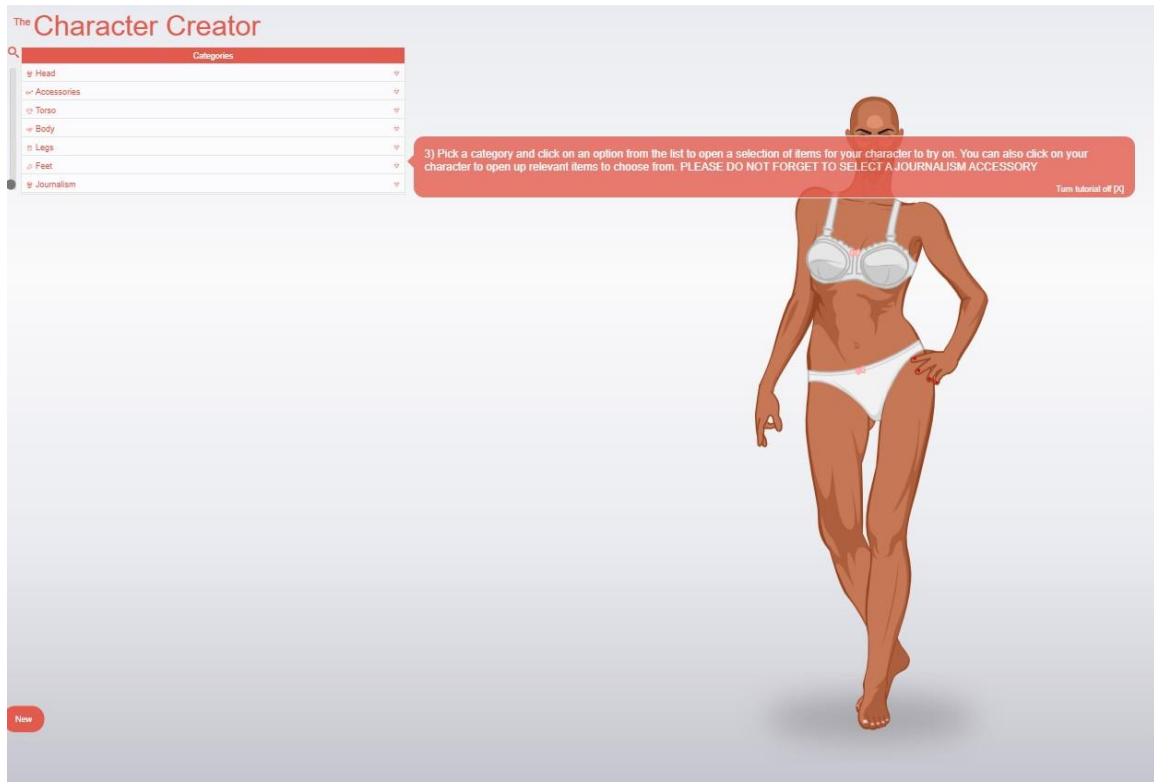 The Character Creator
Categories
Head
Accessories
Torso
Body
Legs
Feet
Journalism
3) Pick a category and click on an option from the list to open a selection of items for your character to try on. You can also click on your
character to open up relevant items to choose from. PLEASE DO NOT FORGET TO SELECT A JOURNALISM ACCESSORY
Turn tutorial off [X]
New